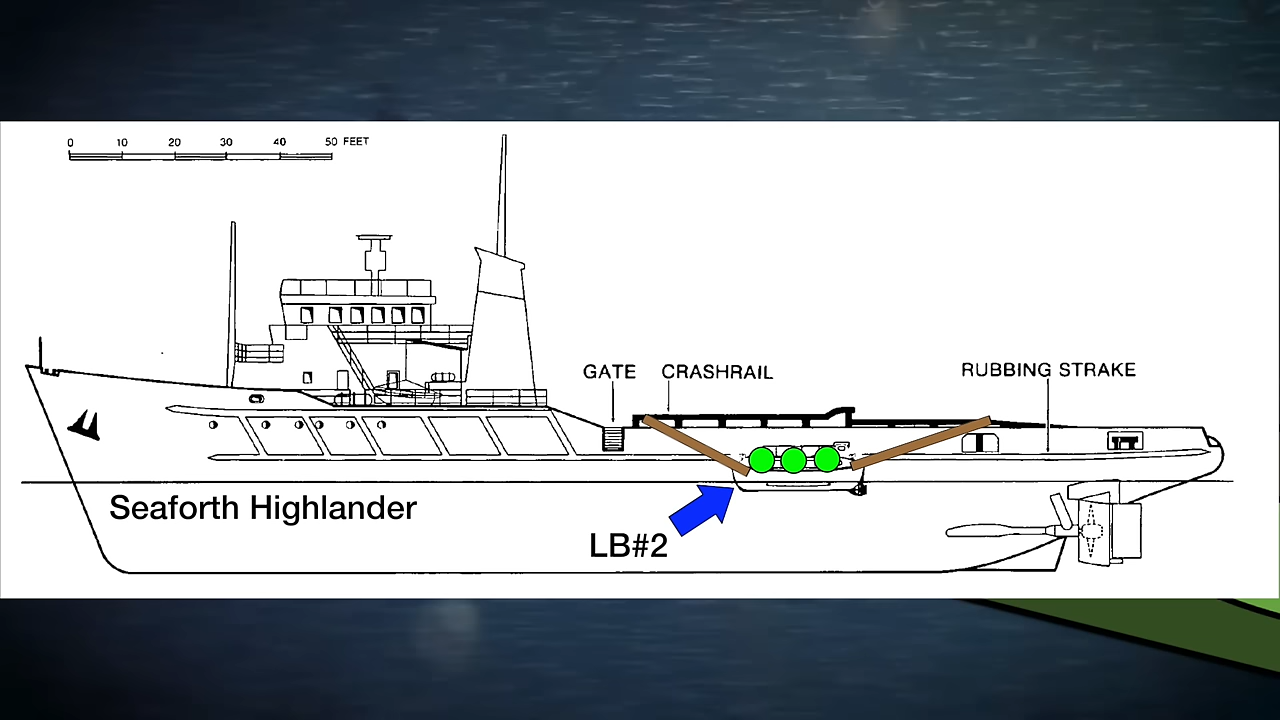 0 10 20 30 40 50 FEET
GATE CRASHRAIL RUBBING STRAKE
Seaforth Highlander
LB#2